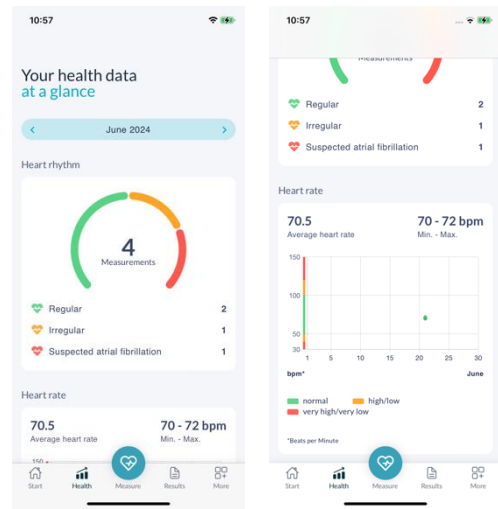 10:57
Your health data
at a glance
< June 2024 >
Heart rhythm
4
Measurements
Regular 2
Irregular 1
Suspected atrial fibrillation 1
Heart rate
70.5 70 - 72 bpm
Average heart rate Min. - Max.
150
Start Health Measure Results More
10:57
Measurements
Regular 2
Irregular 1
Suspected atrial fibrillation 1
Heart rate
70.5 70 - 72 bpm
Average heart rate Min. - Max.
150
100
50
30
1 5 10 15 20 25 30
bpm* June
normal high/low
very high/very low
*Beats per Minute
Start Health Measure Results More